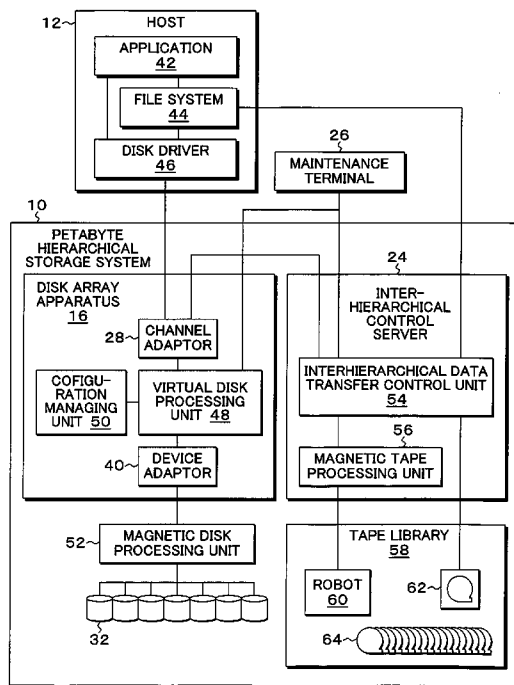 12
HOST
APPLICATION
42
FILE SYSTEM
44
DISK DRIVER
46
26
MAINTENANCE
TERMINAL
10
PETABYTE
HIERARCHICAL
STORAGE SYSTEM
DISK ARRAY
APPARATUS
16
28
CHANNEL
ADAPTOR
COFIGU-
RATION
MANAGING
UNIT 50
VIRTUAL DISK
PROCESSING
UNIT 48
40
DEVICE
ADAPTOR
52
MAGNETIC DISK
PROCESSING UNIT
32
24
INTER-
HIERARCHICAL
CONTROL
SERVER
INTERHIERARCHICAL DATA
TRANSFER CONTROL UNIT
54
56
MAGNETIC TAPE
PROCESSING UNIT
TAPE LIBRARY
58
ROBOT
60
62
64